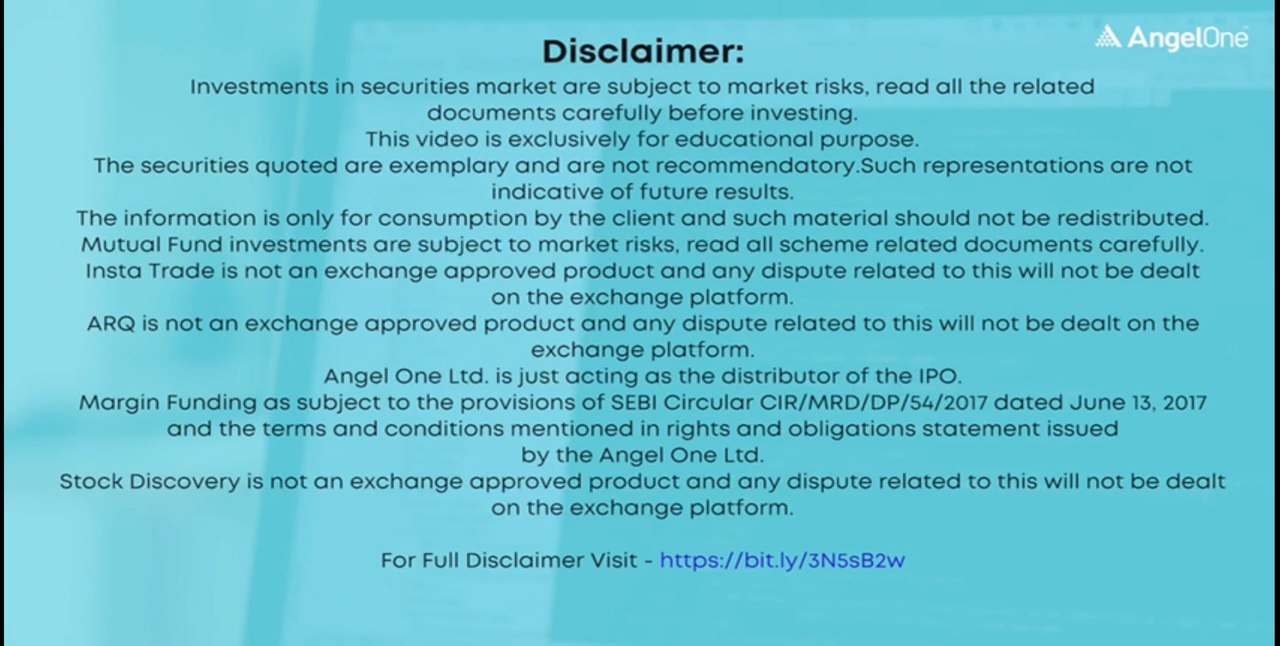 AngelOne
Disclaimer:
Investments in securities market are subject to market risks, read all the related
documents carefully before investing.
This video is exclusively for educational purpose.
The securities quoted are exemplary and are not recommendatory.Such representations are not
indicative of future results.
The information is only for consumption by the client and such material should not be redistributed.
Mutual Fund investments are subject to market risks, read all scheme related documents carefully.
Insta Trade is not an exchange approved product and any dispute related to this will not be dealt
on the exchange platform.
ARQ is not an exchange approved product and any dispute related to this will not be dealt on the
exchange platform.
Angel One Ltd. is just acting as the distributor of the IPO.
Margin Funding as subject to the provisions of SEBI Circular CIR/MRD/DP/54/2017 dated June 13, 2017
and the terms and conditions mentioned in rights and obligations statement issued
by the Angel One Ltd.
Stock Discovery is not an exchange approved product and any dispute related to this will not be dealt
on the exchange platform.
For Full Disclaimer Visit - https://bit.ly/3N5sB2w